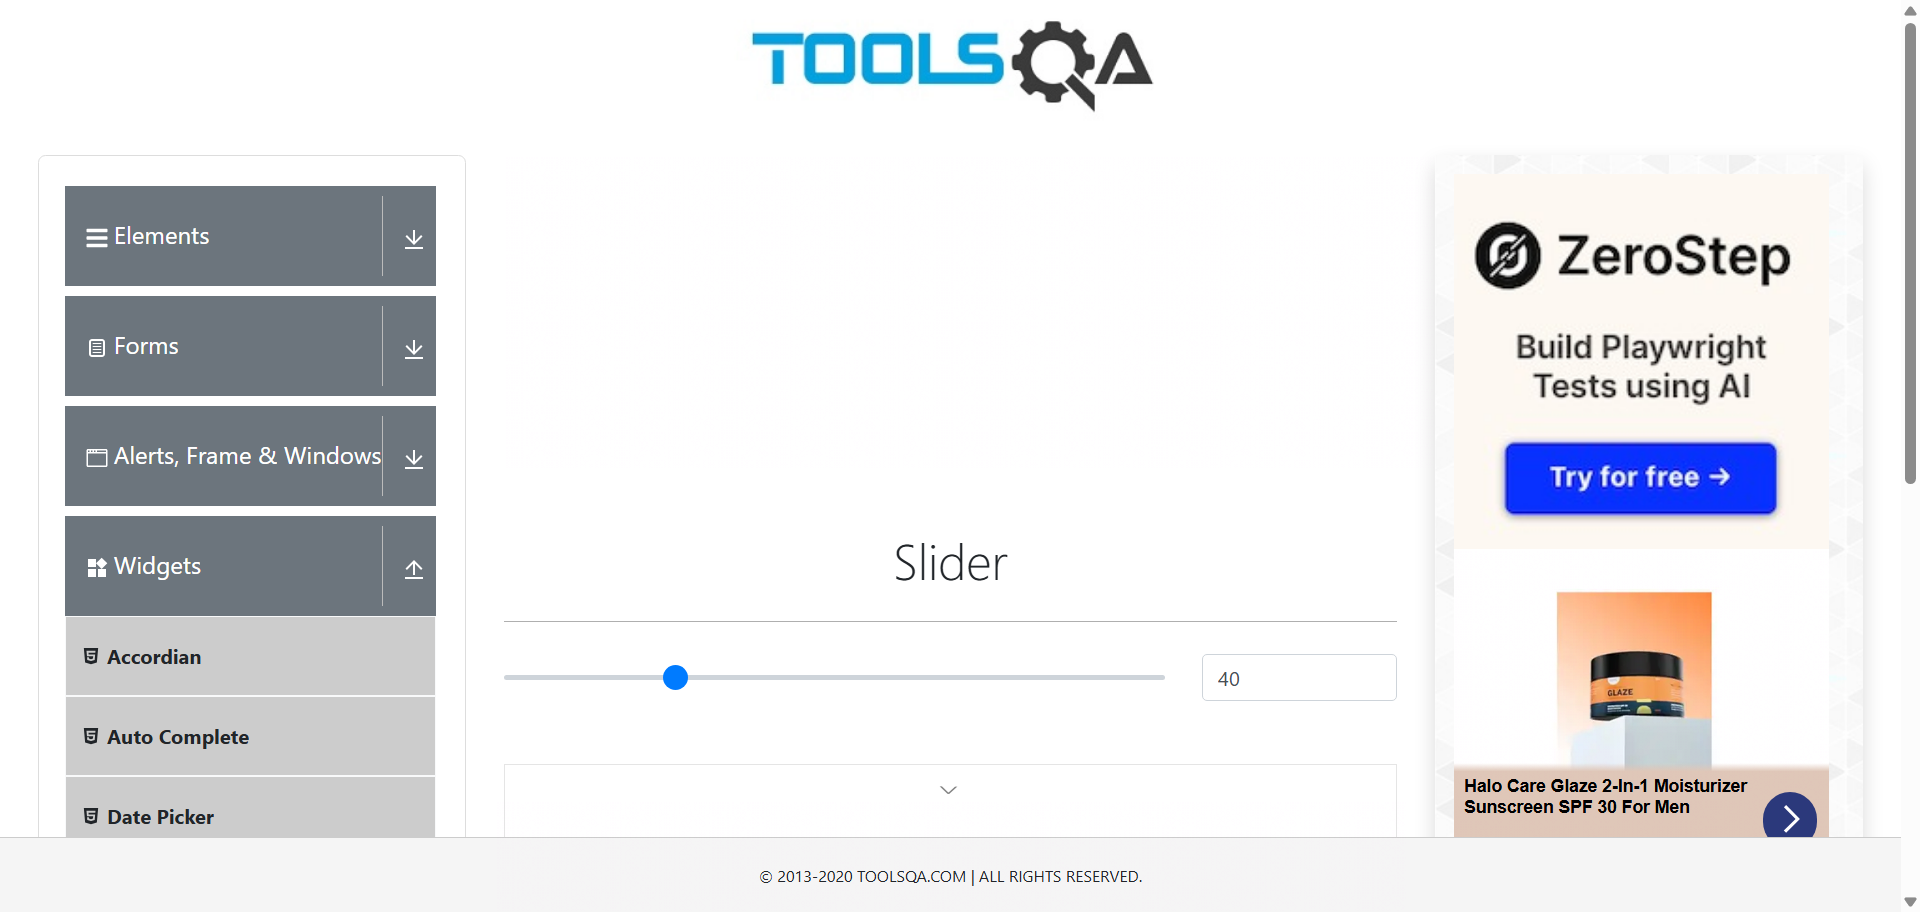 TOOLSQA
Elements
Forms
Alerts, Frame & Windows
Widgets
Accordian
Auto Complete
Date Picker
Slider
40
ZeroStep
Build Playwright
Tests using AI
Try for free →
GLAZE
Halo Care Glaze 2-In-1 Moisturizer
Sunscreen SPF 30 For Men
© 2013-2020 TOOLSQA.COM | ALL RIGHTS RESERVED.